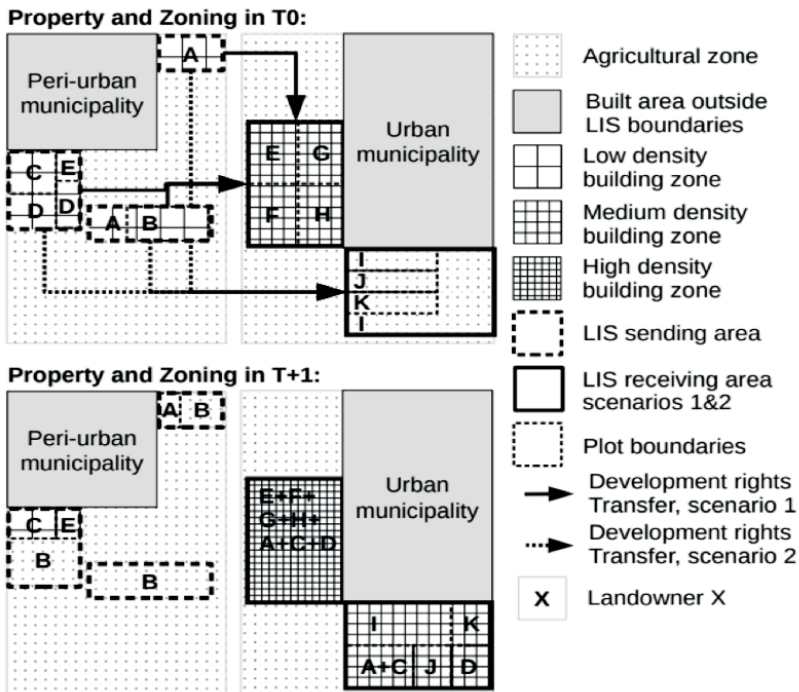 Property and Zoning in T0:
Peri-urban
municipality
A
C
E
D
D
A
B
E
G
F
H
Urban
municipality
I
J
K
I
Property and Zoning in T+1:
Peri-urban
municipality
A
B
C
E
B
B
E+F+
G+H+
A+C+D
Urban
municipality
I
K
A+C
J
D
Agricultural zone
Built area outside
LIS boundaries
Low density
building zone
Medium density
building zone
High density
building zone
LIS sending area
LIS receiving area
scenarios 1&2
Plot boundaries
Development rights
Transfer, scenario 1
Development rights
Transfer, scenario 2
X
Landowner X